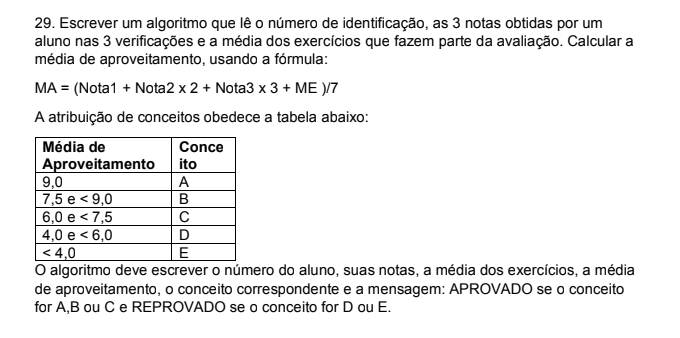 29. Escrever um algoritmo que lê o número de identificação, as 3 notas obtidas por um
aluno nas 3 verificações e a média dos exercícios que fazem parte da avaliação. Calcular a
média de aproveitamento, usando a fórmula:
MA = (Nota1 + Nota2 x 2 + Nota3 x 3 + ME )/7
A atribuição de conceitos obedece a tabela abaixo:
Média de Conce
Aproveitamento ito
9,0 A
7,5 e < 9,0 B
6,0 e < 7,5 C
4,0 e < 6,0 D
< 4,0 E
O algoritmo deve escrever o número do aluno, suas notas, a média dos exercícios, a média
de aproveitamento, o conceito correspondente e a mensagem: APROVADO se o conceito
for A,B ou C e REPROVADO se o conceito for D ou E.